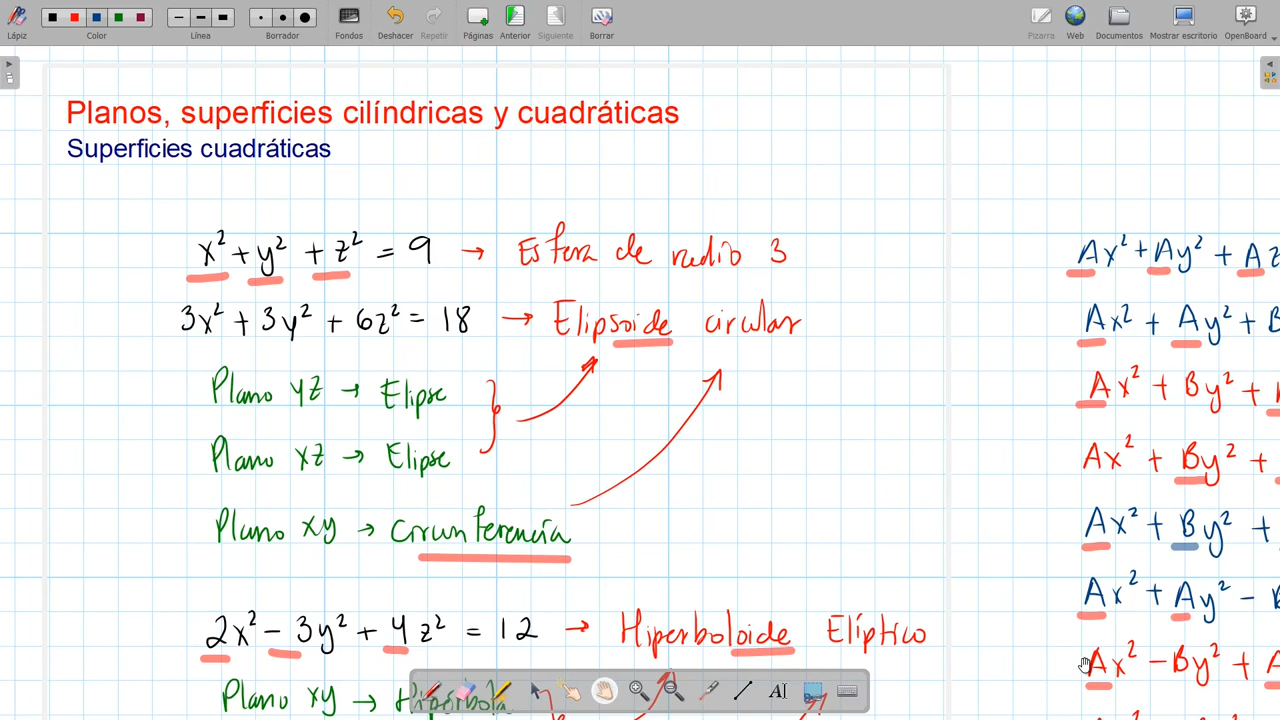 Lápiz Color Línea Borrador Fondos Deshacer Repetir Páginas Anterior Siguiente Borrar Pizarra Web Documentos Mostrar escritorio OpenBoard
Planos, superficies cilíndricas y cuadráticas
Superficies cuadráticas
x² + y² + z² = 9 → Esfera de radio 3
3x² + 3y² + 6z² = 18 → Elipsoide circular
Plano yz → Elipse
Plano xz → Elipse
Plano xy → Circunferencia
2x² - 3y² + 4z² = 12 → Hiperboloide Elíptico
Plano xy → Hipérbola
Ax² + Ay² + Az
Ax² + Ay² + B
Ax² + By² +
Ax² + By² +
Ax² + By² +
Ax² + Ay² - B
Ax² - By² + A